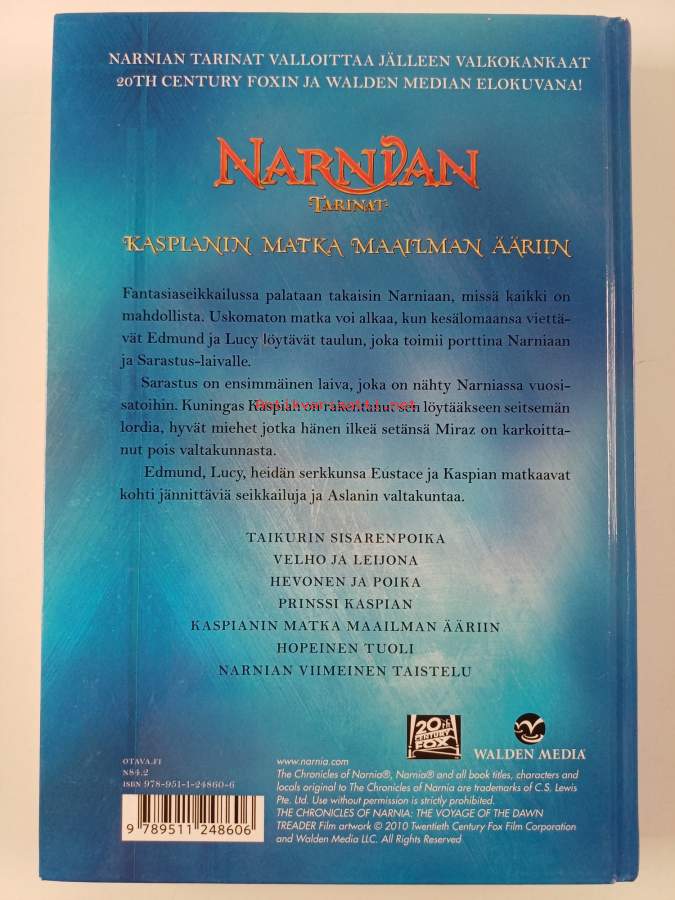 NARNIAN TARINAT VALLOITTAA JÄLLEEN VALKOKANKAAT
20TH CENTURY FOXIN JA WALDEN MEDIAN ELOKUVANA!
NARNIAN
TARINAT
KASPIANIN MATKA MAAILMAN ÄÄRIIN
Fantasiaseikkailussa palataan takaisin Narniaan, missä kaikki on
mahdollista. Uskomaton matka voi alkaa, kun kesälomaansa viettä-
vät Edmund ja Lucy löytävät taulun, joka toimii porttina Narniaan
ja Sarastus-laivalle.
Sarastus on ensimmäinen laiva, joka on nähty Narniassa vuosi-
satoihin. Kuningas Kaspian on rakentanut sen löytääkseen seitsemän
lordia, hyvät miehet jotka hänen ilkeä setänsä Miraz on karkoitta-
nut pois valtakunnasta.
Edmund, Lucy, heidän serkkunsa Eustace ja Kaspian matkaavat
kohti jännittäviä seikkailuja ja Aslanin valtakuntaa.
TAIKURIN SISARENPOIKA
VELHO JA LEIJONA
HEVONEN JA POIKA
PRINSSI KASPIAN
KASPIANIN MATKA MAAILMAN ÄÄRIIN
HOPEINEN TUOLI
NARNIAN VIIMEINEN TAISTELU
20th
CENTURY
FOX
WALDEN MEDIA
OTAVA.FI
N84.2
ISBN 978-951-1-24860-6
9 789511 248606
www.narnia.com
The Chronicles of Narnia®, Narnia® and all book titles, characters and
locals original to The Chronicles of Narnia are trademarks of C.S. Lewis
Pte. Ltd. Use without permission is strictly prohibited.
THE CHRONICLES OF NARNIA: THE VOYAGE OF THE DAWN
TREADER Film artwork © 2010 Twentieth Century Fox Film Corporation
and Walden Media LLC. All Rights Reserved